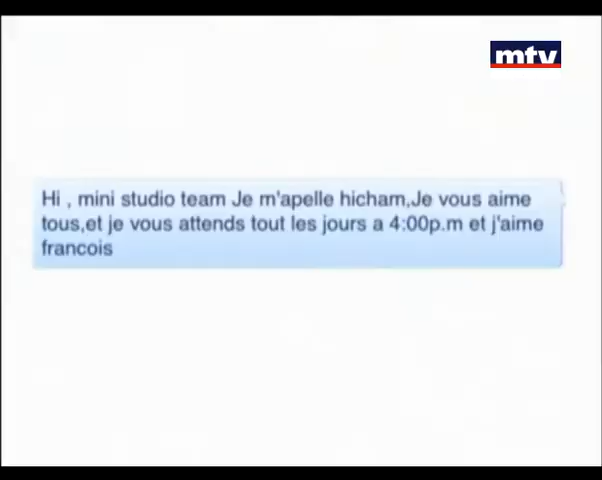 mtv
Hi , mini studio team Je m'apelle hicham,Je vous aime
tous,et je vous attends tout les jours a 4:00p.m et j'aime
francois